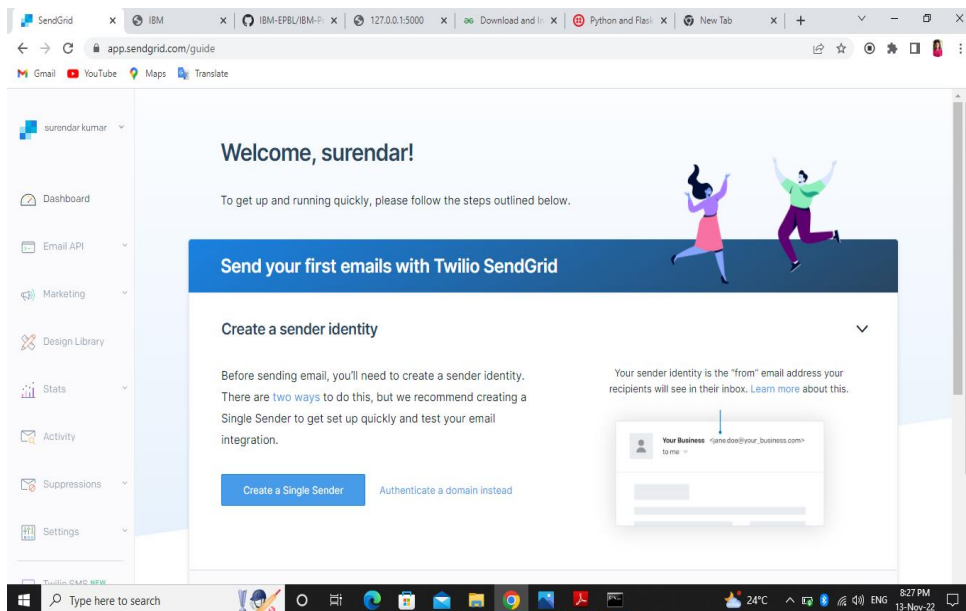 SendGrid
IBM
IBM-EPBL/IBM-Pr
127.0.0.1:5000
Download and In
Python and Flask
New Tab
app.sendgrid.com/guide
Gmail
YouTube
Maps
Translate
surendar kumar
Welcome, surendar!
Dashboard
To get up and running quickly, please follow the steps outlined below.
Email API
Send your first emails with Twilio SendGrid
Marketing
Create a sender identity
Design Library
Before sending email, you'll need to create a sender identity.
There are two ways to do this, but we recommend creating a
Single Sender to get set up quickly and test your email
integration.
Your sender identity is the "from" email address your
recipients will see in their inbox. Learn more about this.
Stats
Activity
Your Business <jane.doe@your_business.com>
to me
Suppressions
Create a Single Sender
Authenticate a domain instead
Settings
Twilio SMS NEW
Type here to search
24°C
ENG
8:27 PM
13-Nov-22